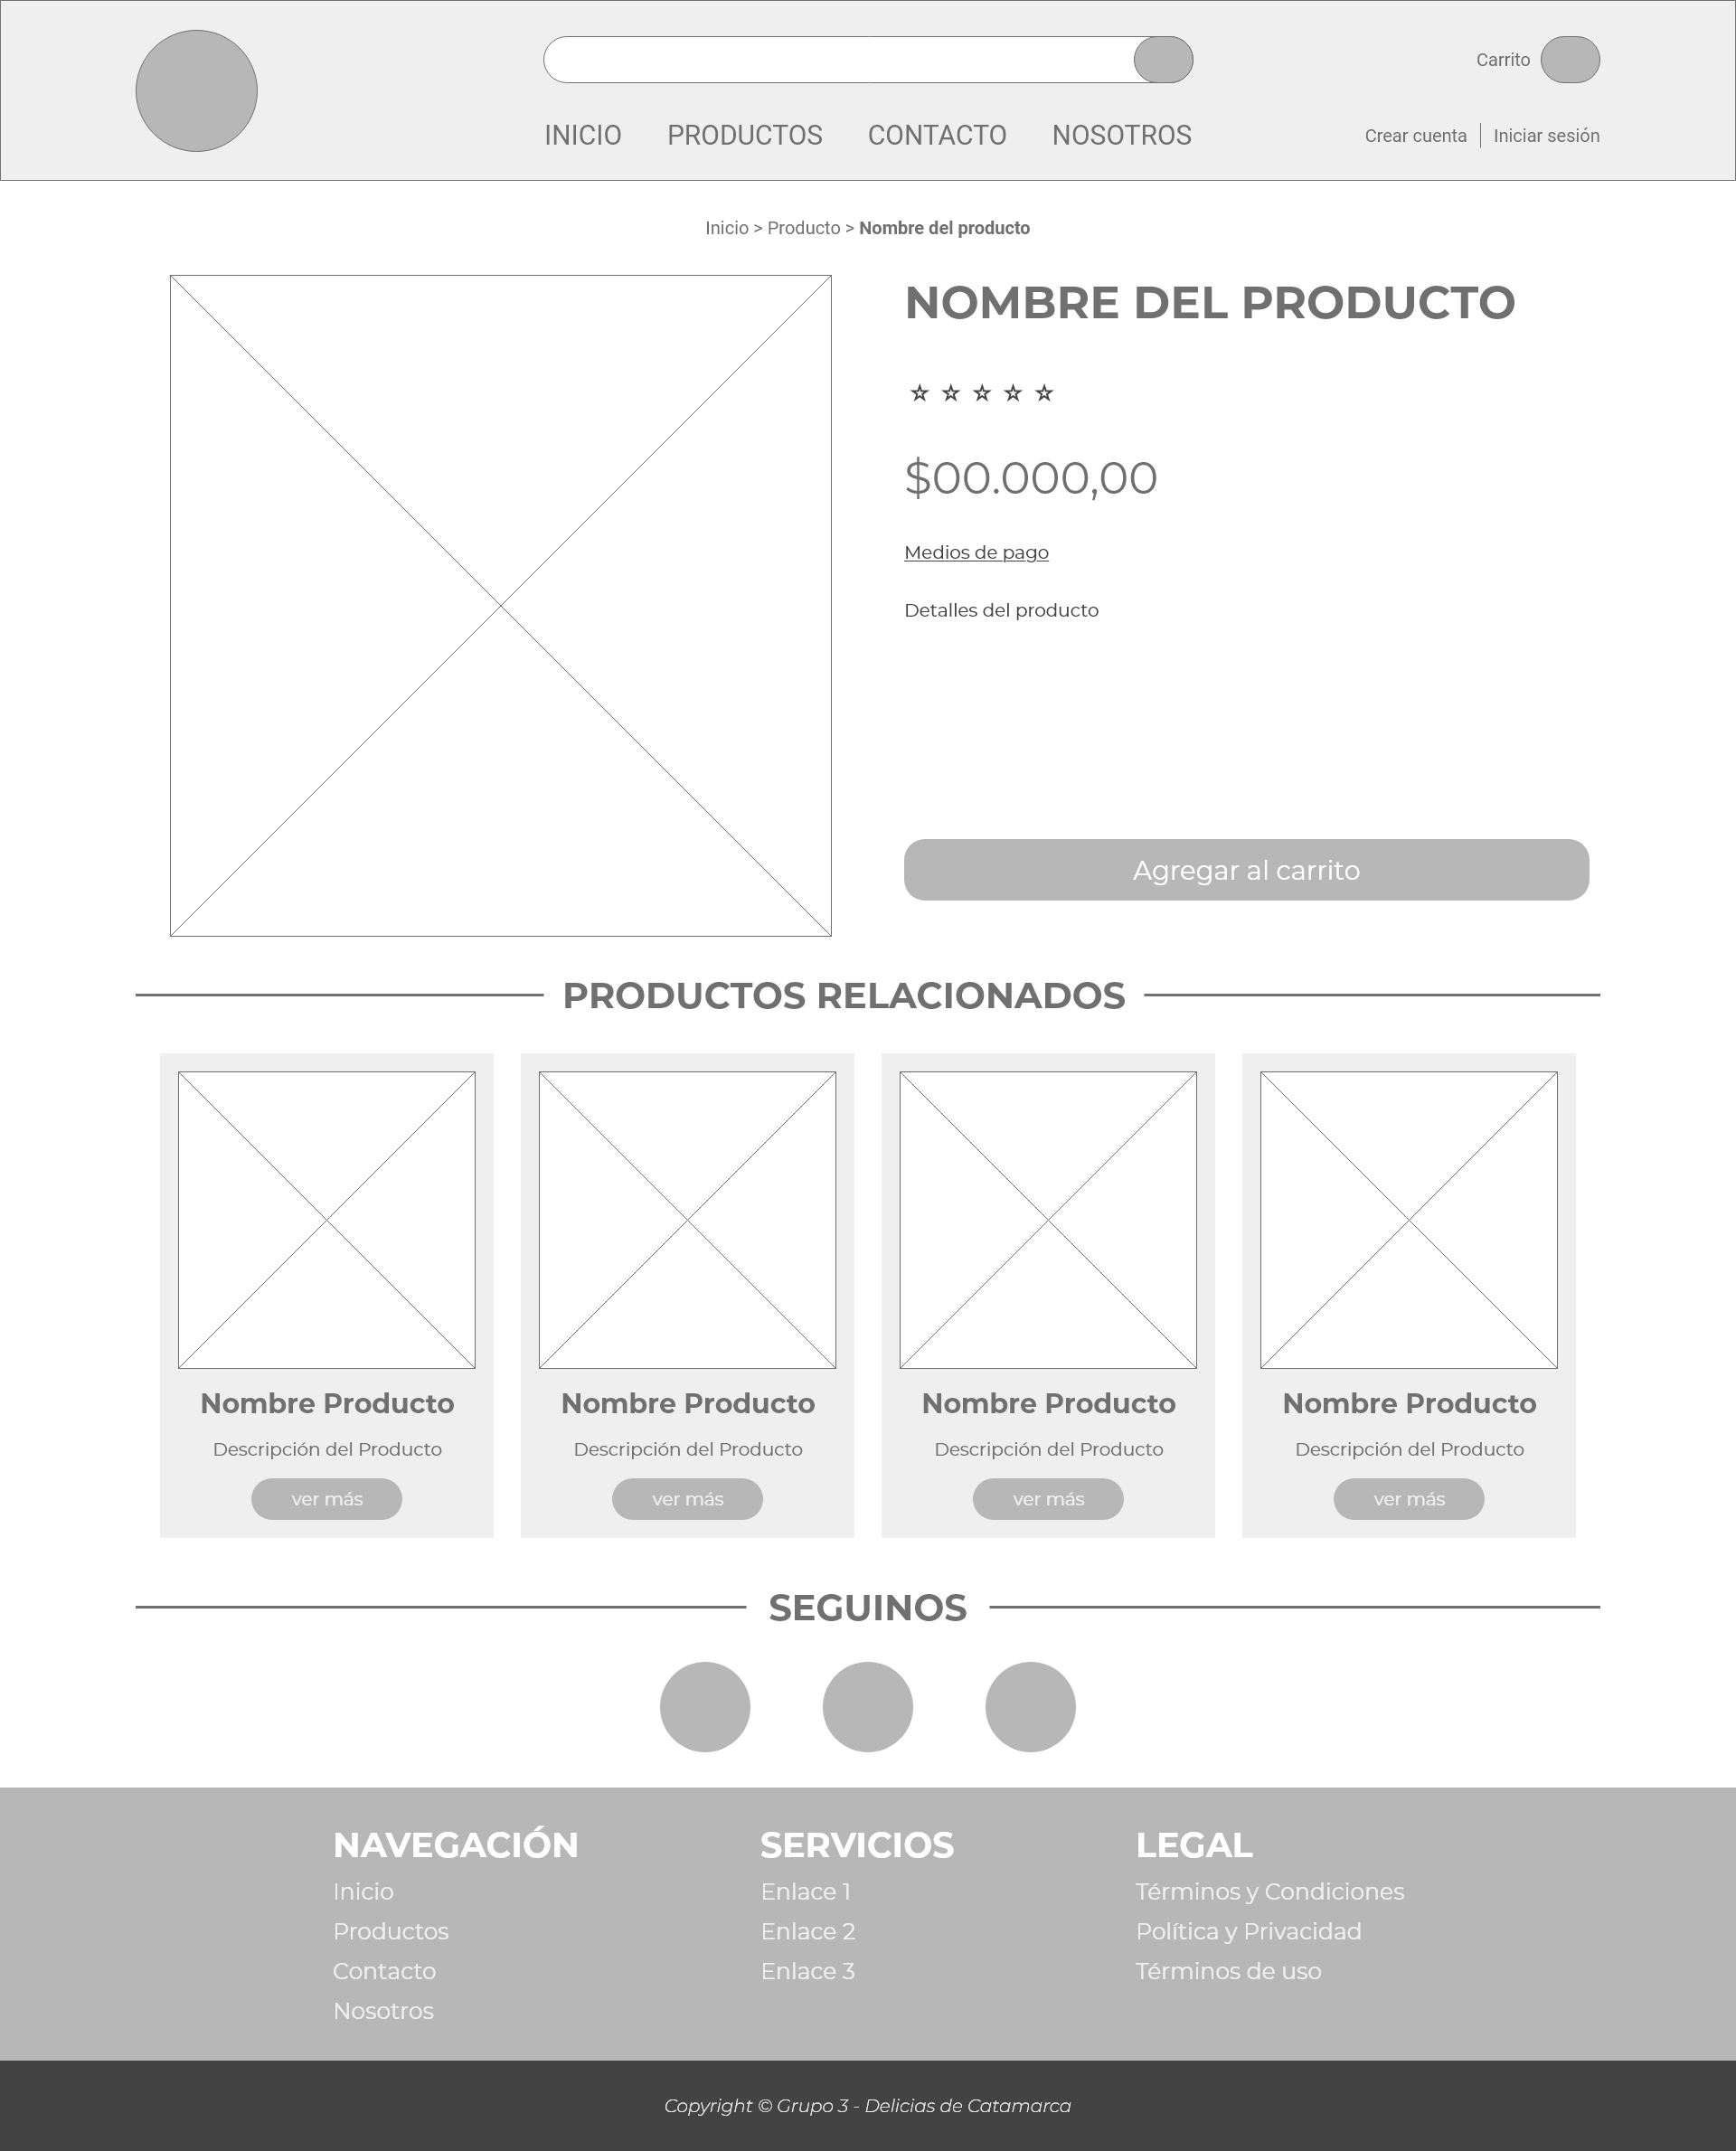 Carrito
INICIO PRODUCTOS CONTACTO NOSOTROS
Crear cuenta Iniciar sesión
Inicio > Producto > Nombre del producto
NOMBRE DEL PRODUCTO
$00.000,00
Medios de pago
Detalles del producto
Agregar al carrito
PRODUCTOS RELACIONADOS
Nombre Producto
Descripción del Producto
ver más
Nombre Producto
Descripción del Producto
ver más
Nombre Producto
Descripción del Producto
ver más
Nombre Producto
Descripción del Producto
ver más
SEGUINOS
NAVEGACIÓN
Inicio
Productos
Contacto
Nosotros
SERVICIOS
Enlace 1
Enlace 2
Enlace 3
LEGAL
Términos y Condiciones
Política y Privacidad
Términos de uso
Copyright © Grupo 3 - Delicias de Catamarca